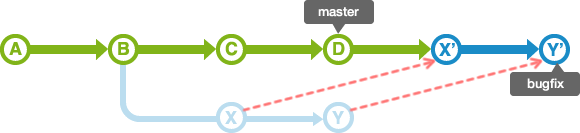 master
A B C D X' Y'
bugfix
X Y